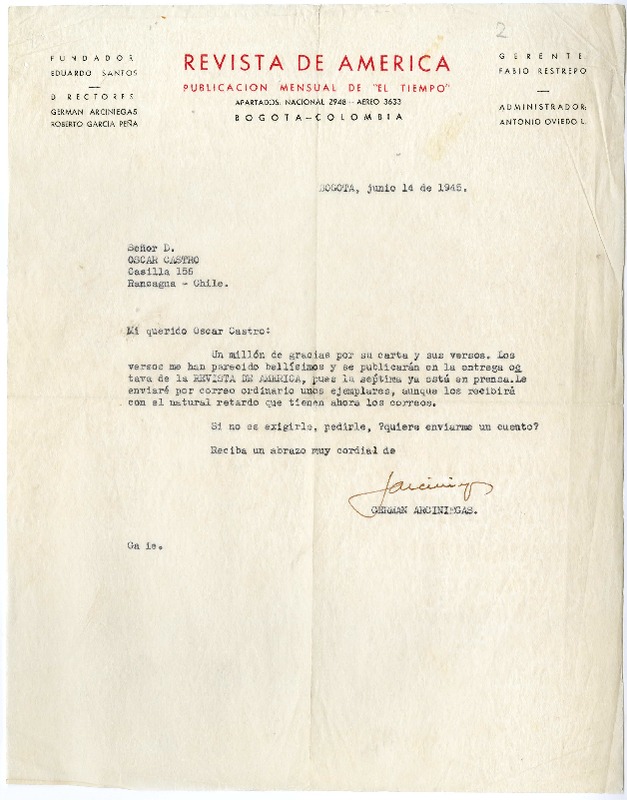 2
FUNDADOR
EDUARDO SANTOS
DIRECTORES
GERMAN ARCINIEGAS
ROBERTO GARCIA PEÑA
REVISTA DE AMERICA
PUBLICACION MENSUAL DE "EL TIEMPO"
APARTADOS: NACIONAL 2948 -- AEREO 3633
BOGOTA--COLOMBIA
GERENTE
FABIO RESTREPO
ADMINISTRADOR:
ANTONIO OVIEDO L.
BOGOTA, junio 14 de 1945.
Señor D.
OSCAR CASTRO
Casilla 156
Rancagua - Chile.
Mi querido Oscar Castro:
Un millón de gracias por su carta y sus versos. Los
versos me han parecido bellísimos y se publicarán en la entrega oc
tava de la REVISTA DE AMERICA, pues la séptima ya está en prensa.Le
enviaré por correo ordinario unos ejemplares, aunque los recibirá
con el natural retardo que tienen ahora los correos.
Si no es exigirle, pedirle, ?quiere enviarme un cuento?
Reciba un abrazo muy cordial de
Jarciniegas
GERMAN ARCINIEGAS.
Ga ie.